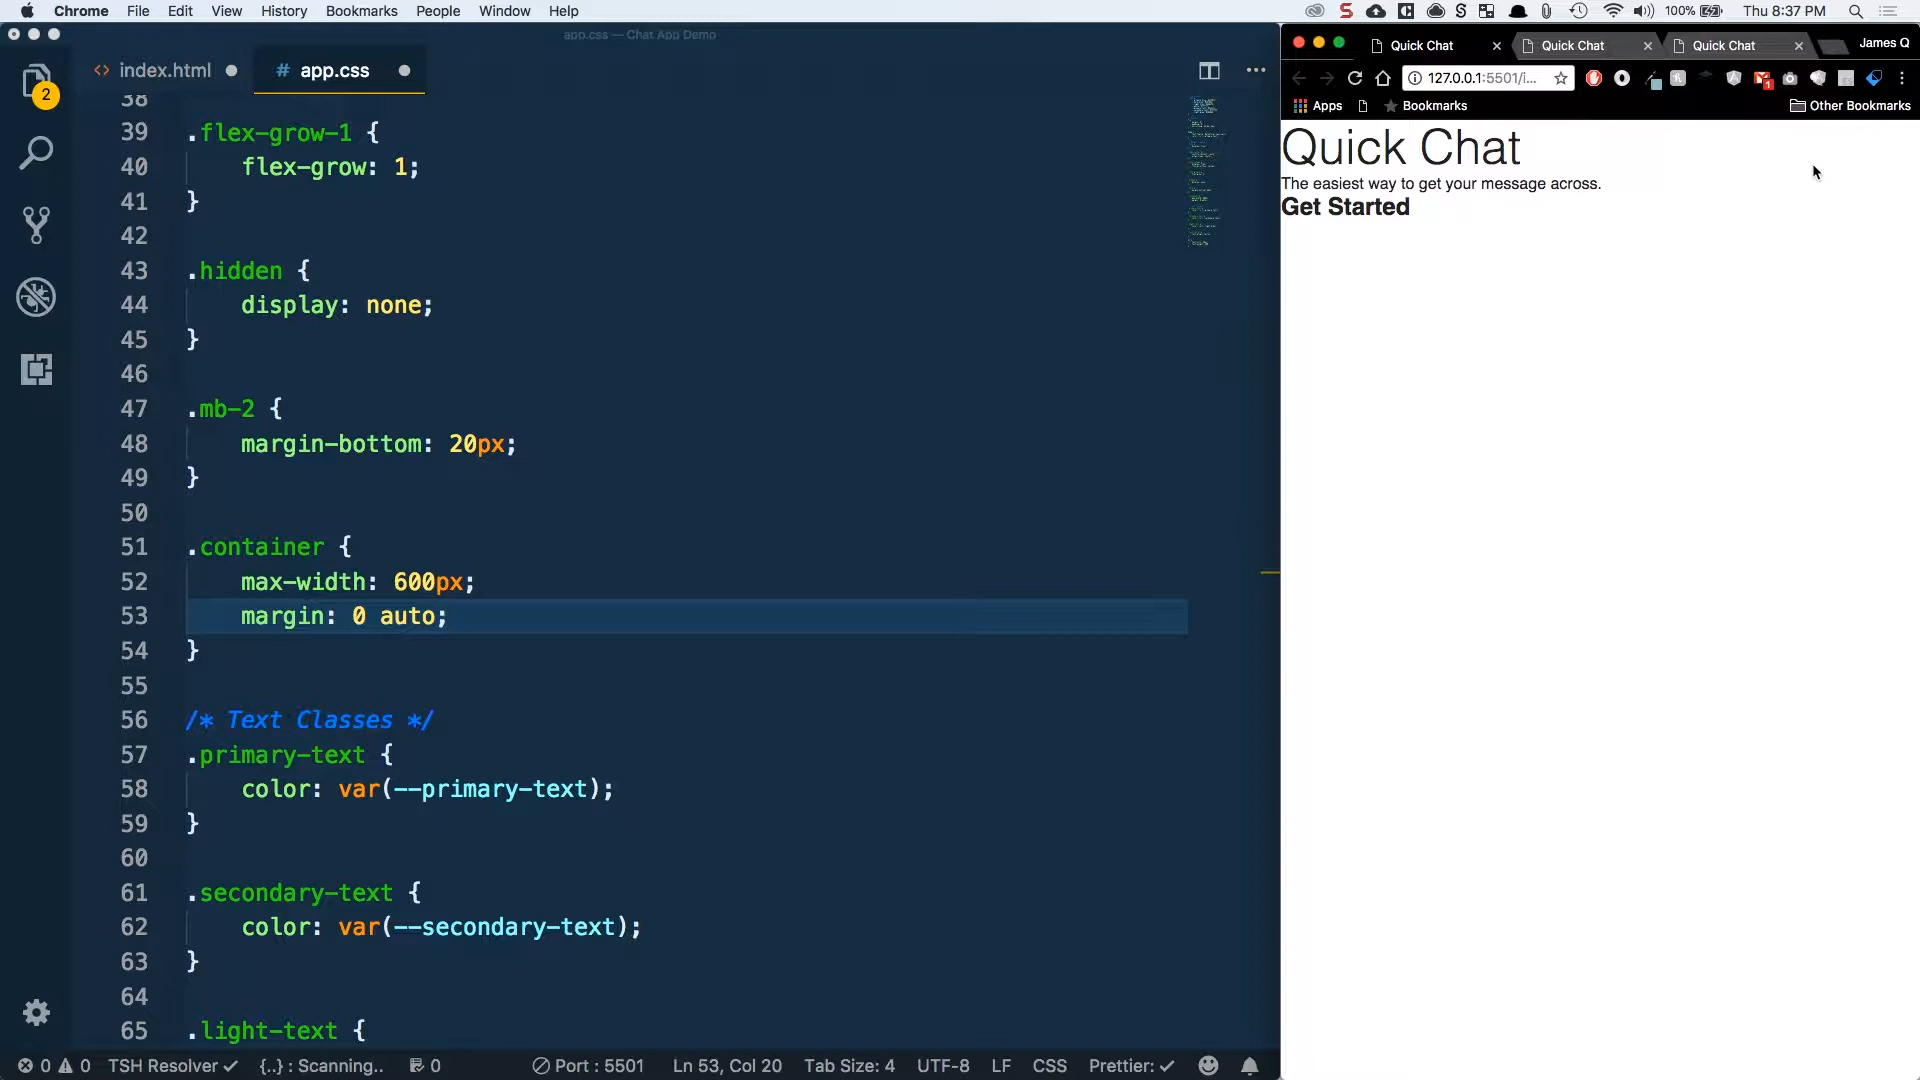 Chrome File Edit View History Bookmarks People Window Help 100% Thu 8:37 PM
app.css — Chat App Demo
index.html # app.css
2
38
39 .flex-grow-1 {
40 flex-grow: 1;
41 }
42
43 .hidden {
44 display: none;
45 }
46
47 .mb-2 {
48 margin-bottom: 20px;
49 }
50
51 .container {
52 max-width: 600px;
53 margin: 0 auto;
54 }
55
56 /* Text Classes */
57 .primary-text {
58 color: var(--primary-text);
59 }
60
61 .secondary-text {
62 color: var(--secondary-text);
63 }
64
65 .light-text {
0 0 TSH Resolver {..} : Scanning.. 0 Port : 5501 Ln 53, Col 20 Tab Size: 4 UTF-8 LF CSS Prettier:
Quick Chat Quick Chat Quick Chat James Q
127.0.0.1:5501/i... 1
Apps Bookmarks Other Bookmarks
Quick Chat
The easiest way to get your message across.
Get Started